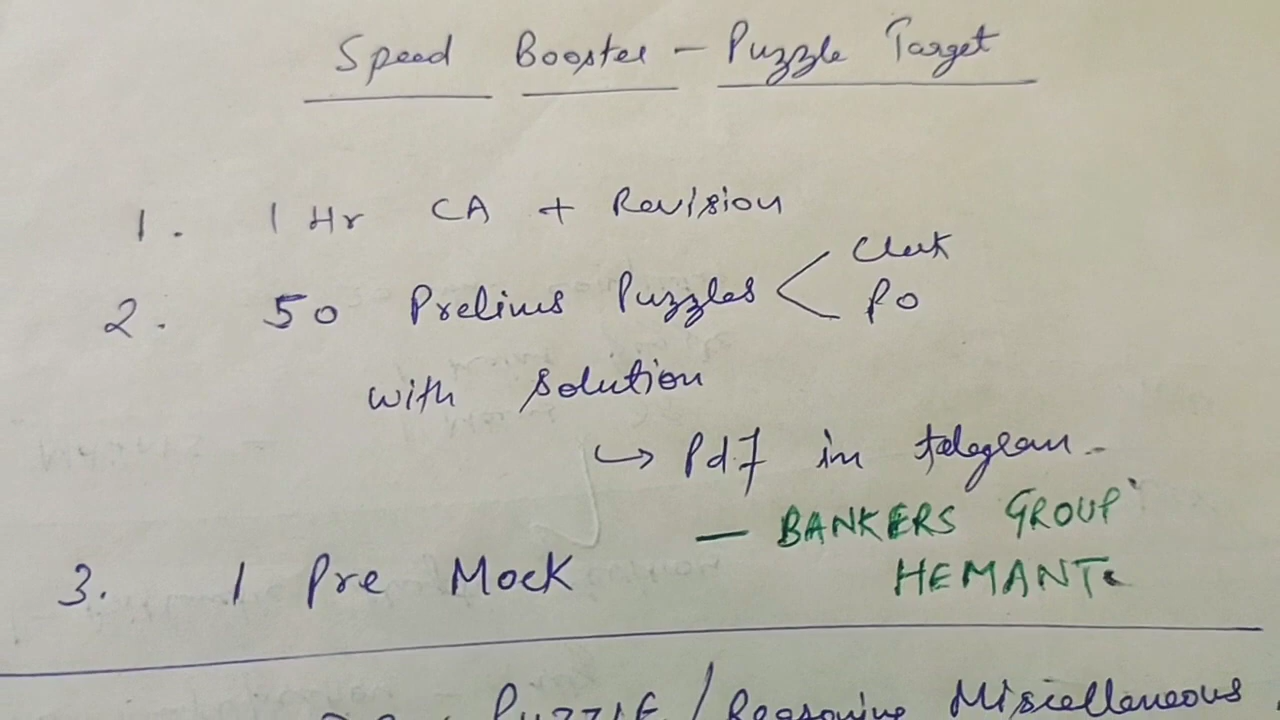 Speed Booster - Puzzle Target
1. 1 Hr CA + Revision
2. 50 Prelims Puzzles < Clerk
PO
with solution
↪ Pdf in telegram.
— BANKERS GROUP
HEMANT.
3. 1 Pre Mock
PUZZLE / Reasoning Misicellaneous